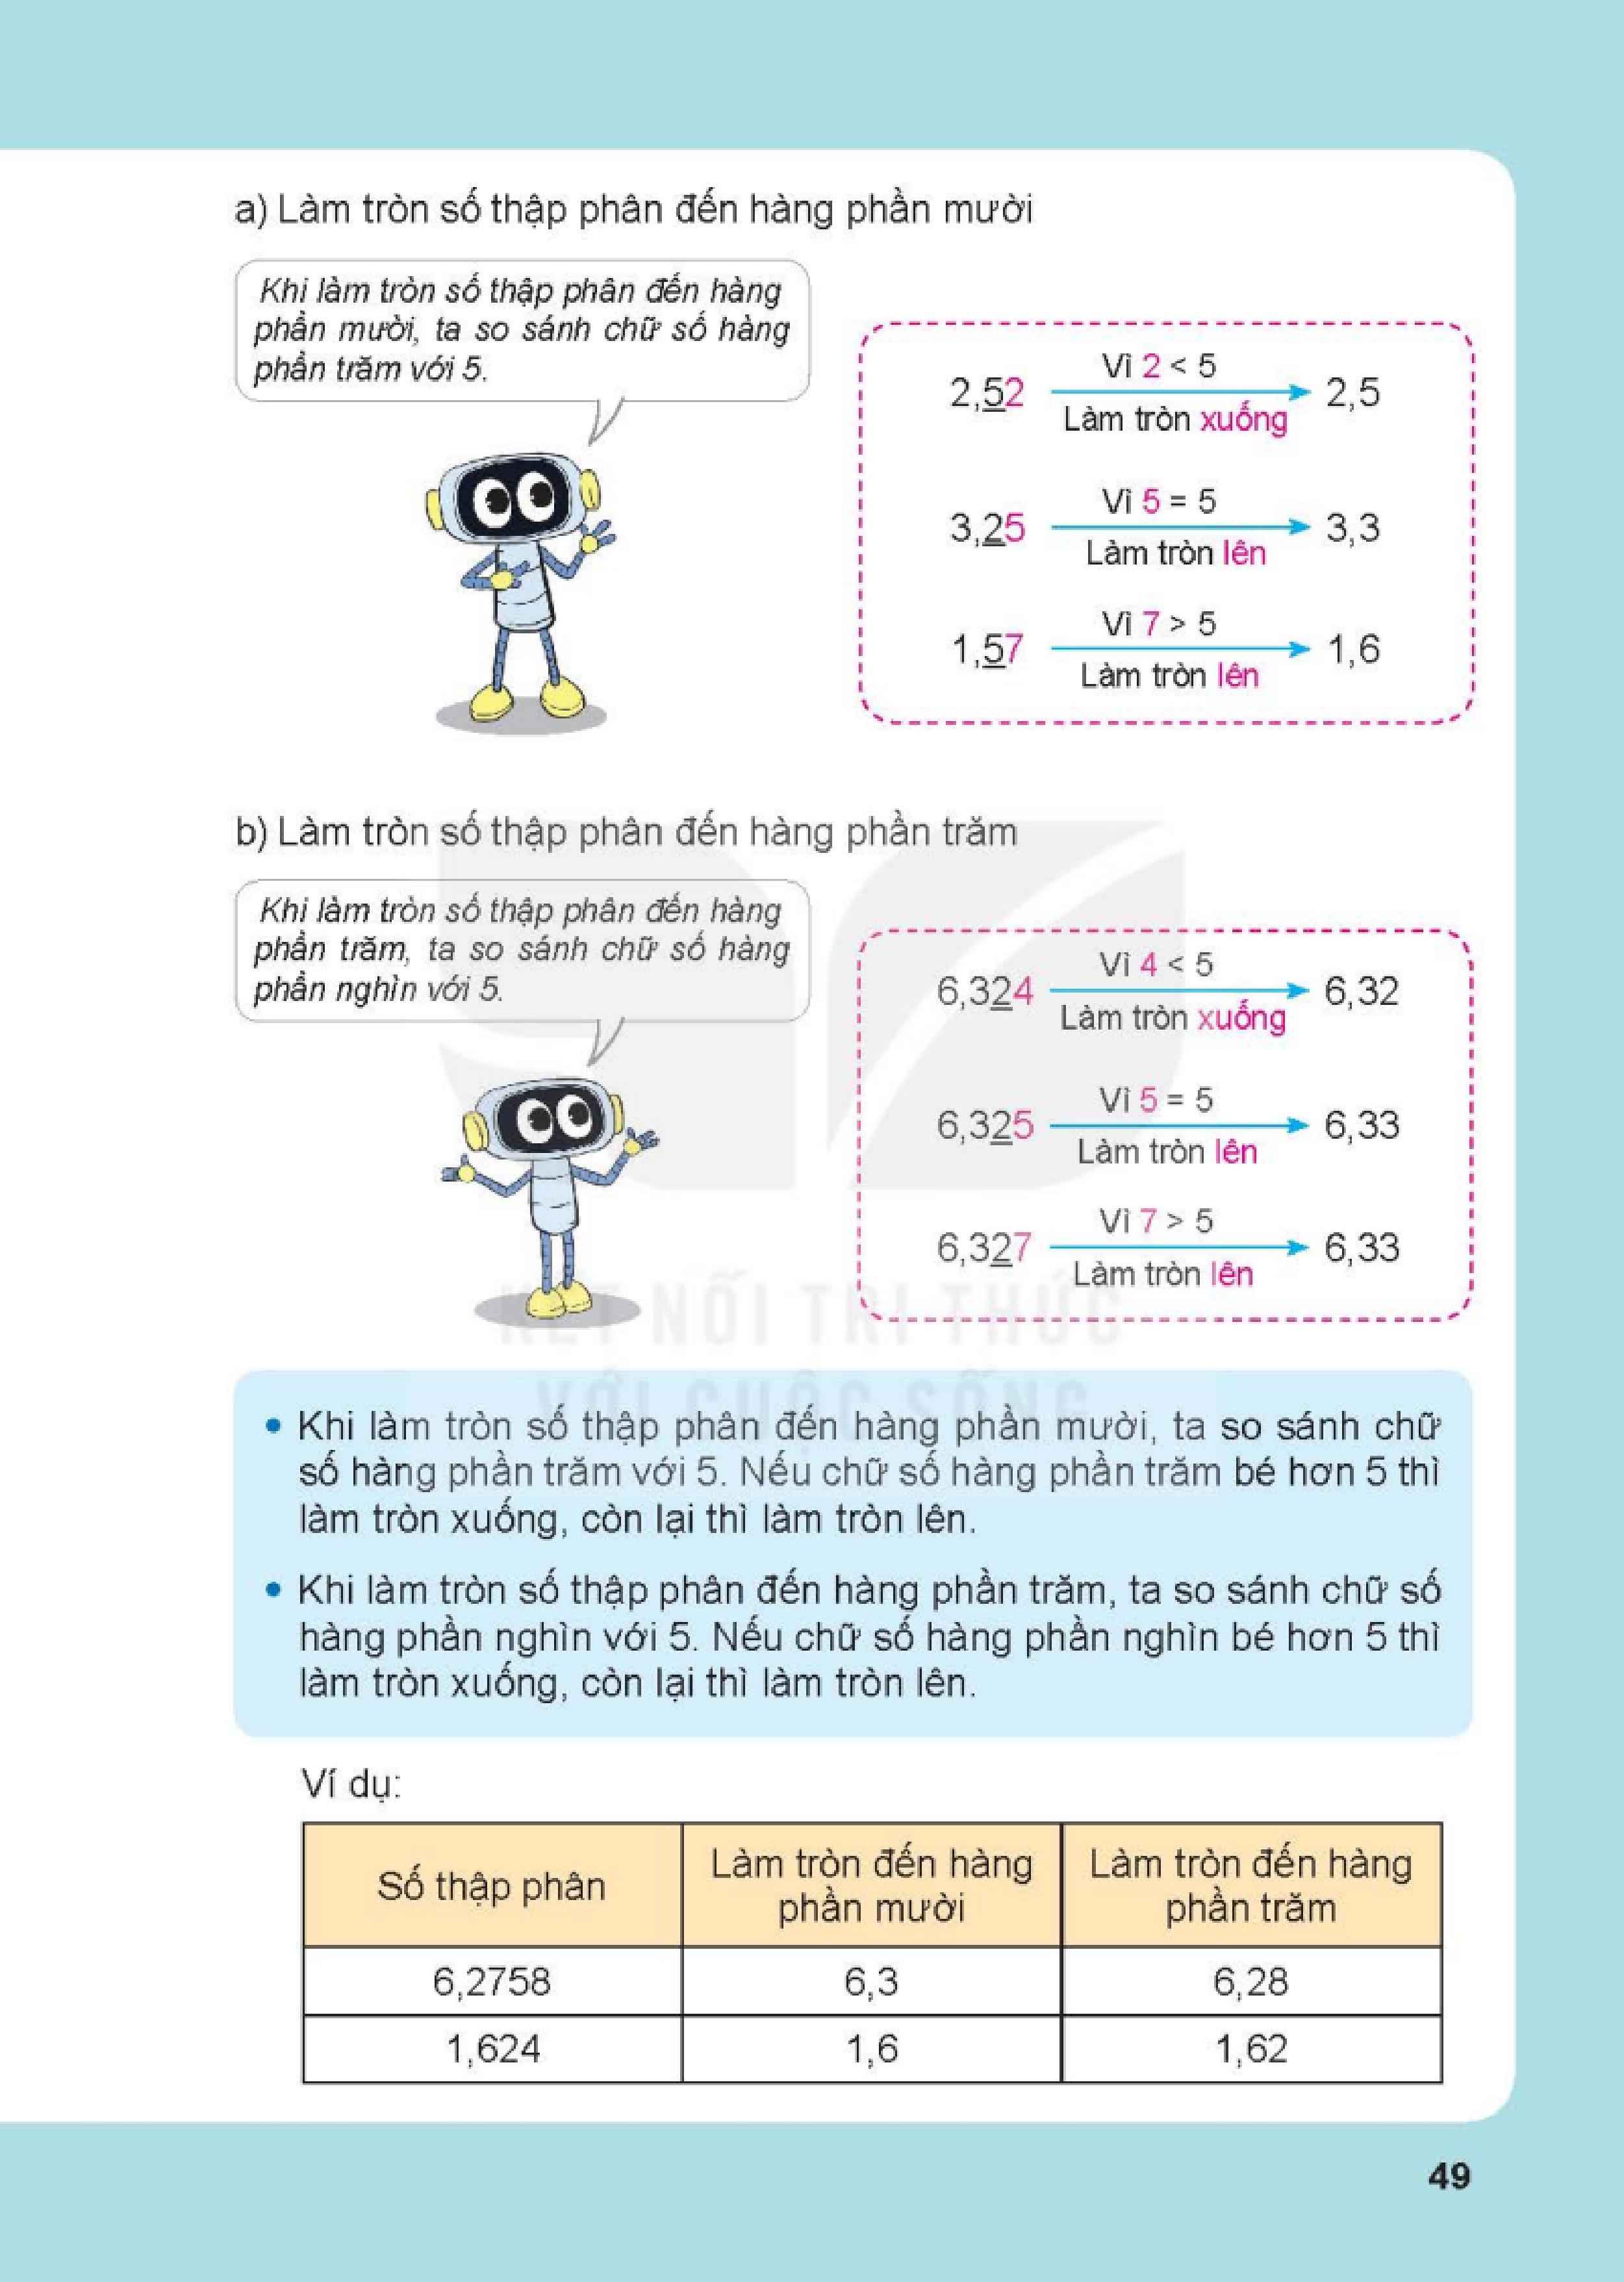 a) Làm tròn số thập phân đến hàng phần mười
Khi làm tròn số thập phân đến hàng
phần mười, ta so sánh chữ số hàng
phần trăm với 5.
Vì 2 < 5
2,52 2,5
Làm tròn xuống
Vì 5 = 5
3,25 3,3
Làm tròn lên
Vì 7 > 5
1,57 1,6
Làm tròn lên
b) Làm tròn số thập phân đến hàng phần trăm
Khi làm tròn số thập phân đến hàng
phần trăm, ta so sánh chữ số hàng
phần nghìn với 5.
Vì 4 < 5
6,324 6,32
Làm tròn xuống
Vì 5 = 5
6,325 6,33
Làm tròn lên
Vì 7 > 5
6,327 6,33
Làm tròn lên
KẾT NỐI TRI THỨC
VỚI CUỘC SỐNG
• Khi làm tròn số thập phân đến hàng phần mười, ta so sánh chữ
số hàng phần trăm với 5. Nếu chữ số hàng phần trăm bé hơn 5 thì
làm tròn xuống, còn lại thì làm tròn lên.
• Khi làm tròn số thập phân đến hàng phần trăm, ta so sánh chữ số
hàng phần nghìn với 5. Nếu chữ số hàng phần nghìn bé hơn 5 thì
làm tròn xuống, còn lại thì làm tròn lên.
Ví dụ:
Số thập phân Làm tròn đến hàng phần mười Làm tròn đến hàng phần trăm
6,2758 6,3 6,28
1,624 1,6 1,62
49